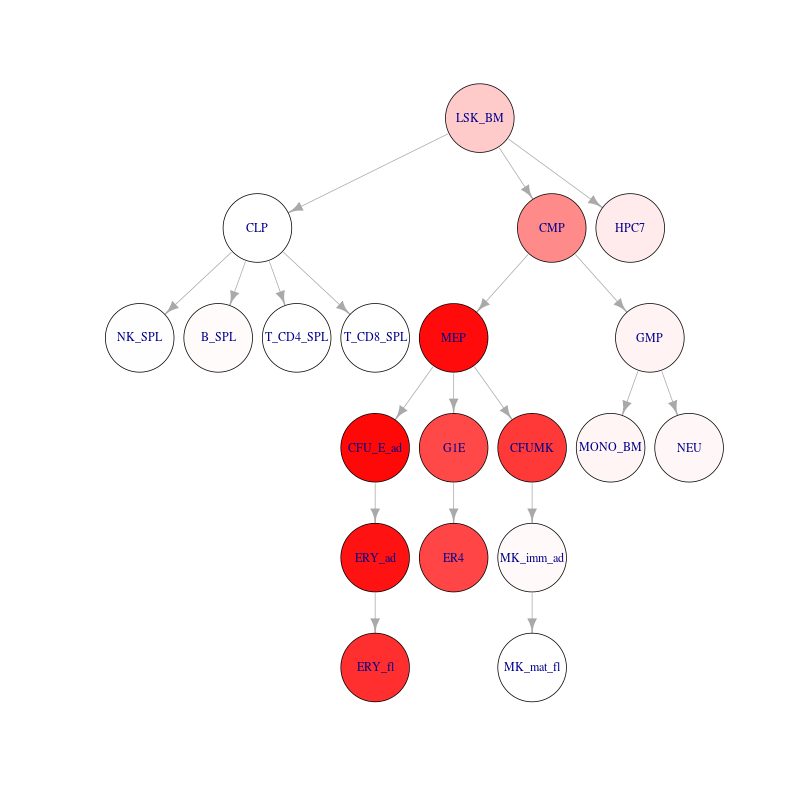 LSK_BM
CLP
CMP
HPC7
NK_SPL
B_SPL
T_CD4_SPL
T_CD8_SPL
MEP
GMP
CFU_E_ad
G1E
CFUMK
MONO_BM
NEU
ERY_ad
ER4
MK_imm_ad
ERY_fl
MK_mat_fl